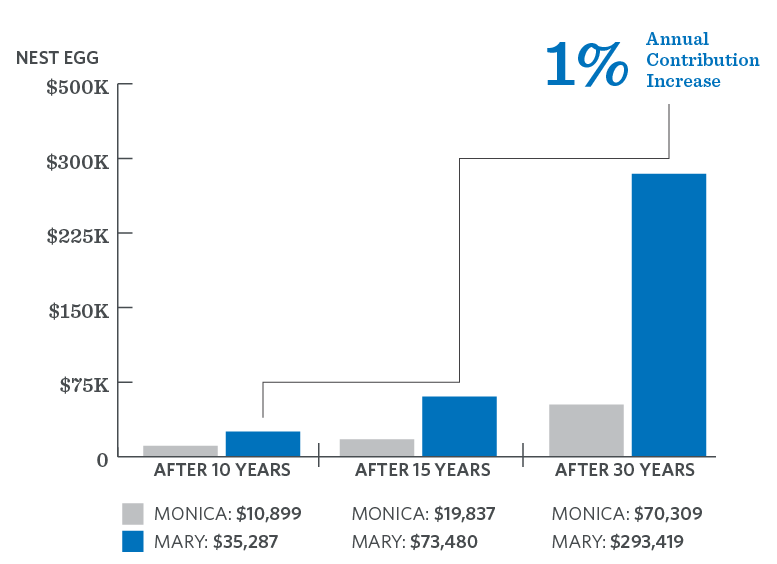 NEST EGG
1%
Annual
Contribution
Increase
$500K
$300K
$225K
$150K
$75K
0
AFTER 10 YEARS
AFTER 15 YEARS
AFTER 30 YEARS
MONICA: $10,899
MONICA: $19,837
MONICA: $70,309
MARY: $35,287
MARY: $73,480
MARY: $293,419